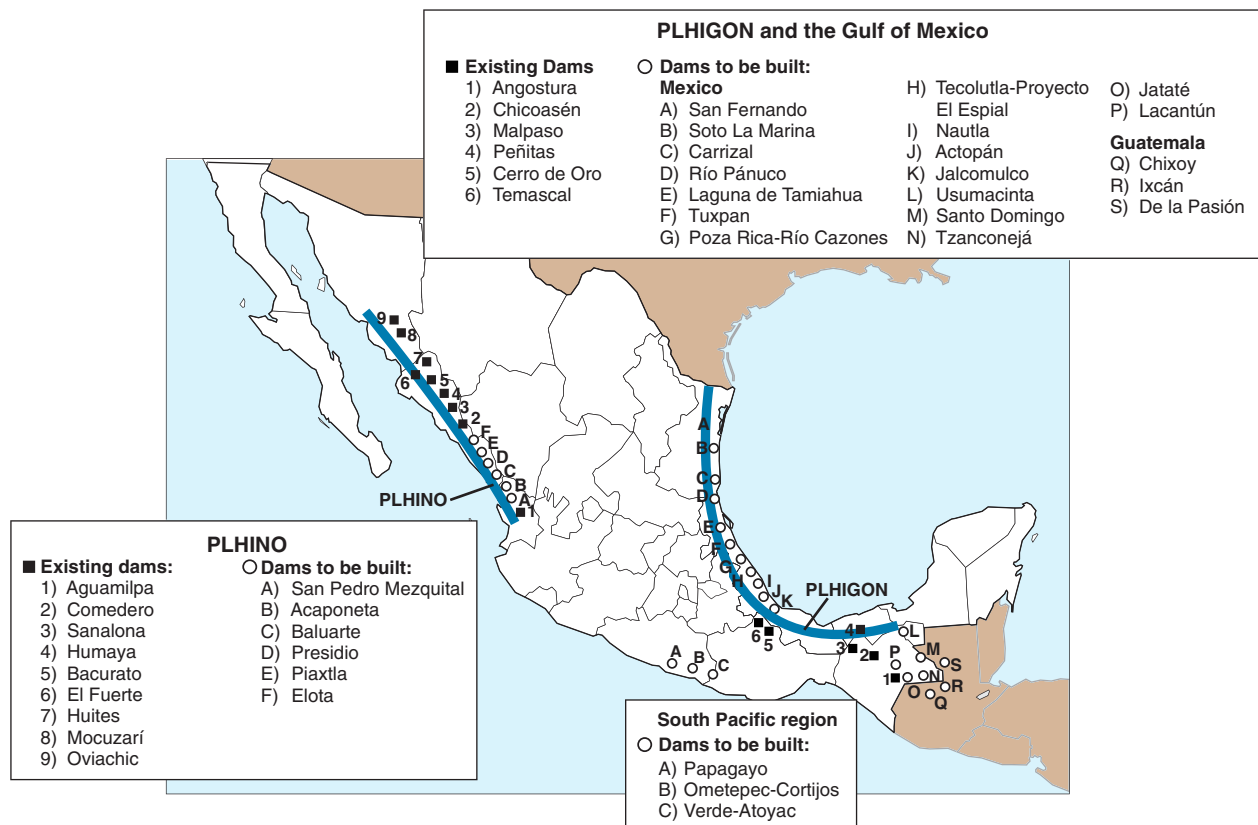 PLHIGON and the Gulf of Mexico
■ Existing Dams
1) Angostura
2) Chicoasén
3) Malpaso
4) Peñitas
5) Cerro de Oro
6) Temascal
○ Dams to be built:
Mexico
A) San Fernando
B) Soto La Marina
C) Carrizal
D) Río Pánuco
E) Laguna de Tamiahua
F) Tuxpan
G) Poza Rica-Río Cazones
H) Tecolutla-Proyecto
El Espial
I) Nautla
J) Actopán
K) Jalcomulco
L) Usumacinta
M) Santo Domingo
N) Tzanconejá
O) Jataté
P) Lacantún
Guatemala
Q) Chixoy
R) Ixcán
S) De la Pasión
9
8
7
6
5
4
3
2
F
E
D
C
B
A
1
PLHINO
A
B
C
D
E
F
G
H
I
J
K
PLHIGON
6
5
4
3
2
1
L
M
N
O
P
Q
R
S
A
B
C
PLHINO
■ Existing dams:
1) Aguamilpa
2) Comedero
3) Sanalona
4) Humaya
5) Bacurato
6) El Fuerte
7) Huites
8) Mocuzarí
9) Oviachic
○ Dams to be built:
A) San Pedro Mezquital
B) Acaponeta
C) Baluarte
D) Presidio
E) Piaxtla
F) Elota
South Pacific region
○ Dams to be built:
A) Papagayo
B) Ometepec-Cortijos
C) Verde-Atoyac